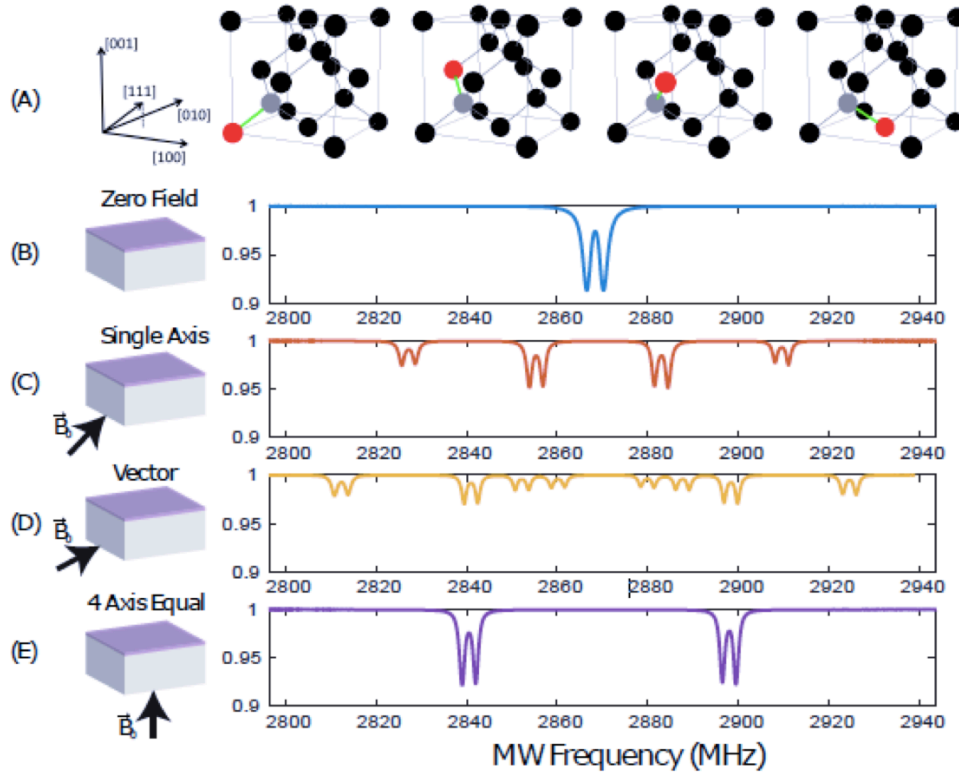 [001]
[111]
[010]
[100]
(A)
Zero Field
(B)
1
0.95
0.9
2800 2820 2840 2860 2880 2900 2920 2940
Single Axis
(C)
B₀
1
0.95
0.9
2800 2820 2840 2860 2880 2900 2920 2940
Vector
(D)
B₀
1
0.95
0.9
2800 2820 2840 2860 2880 2900 2920 2940
4 Axis Equal
(E)
B₀
1
0.95
0.9
2800 2820 2840 2860 2880 2900 2920 2940
MW Frequency (MHz)